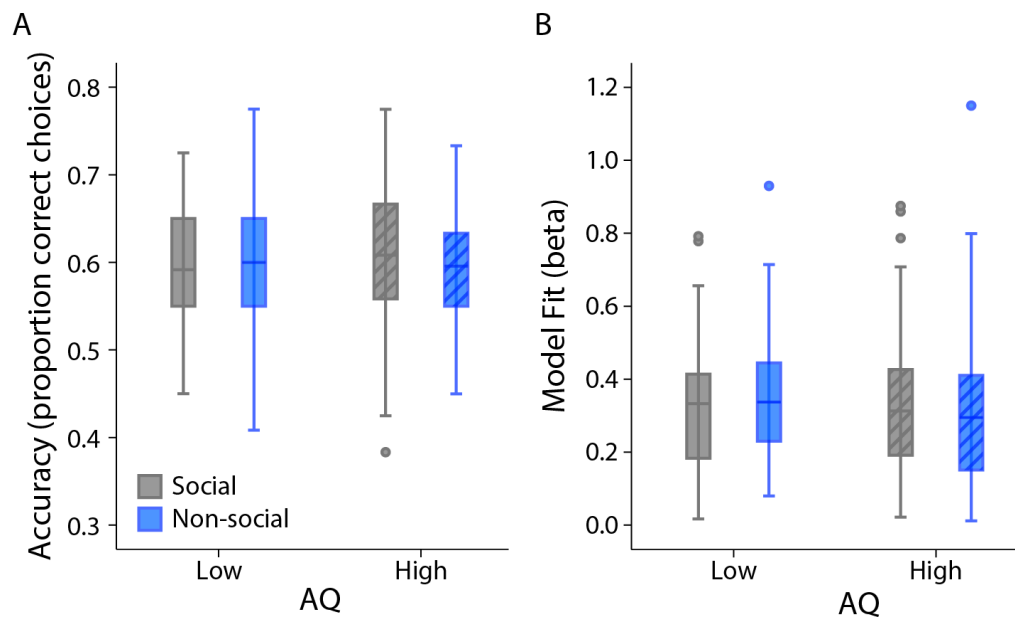 A
Accuracy (proportion correct choices)
0.8
0.7
0.6
0.5
0.4
0.3
Social
Non-social
Low
High
AQ
B
Model Fit (beta)
1.2
1.0
0.8
0.6
0.4
0.2
0.0
Low
High
AQ